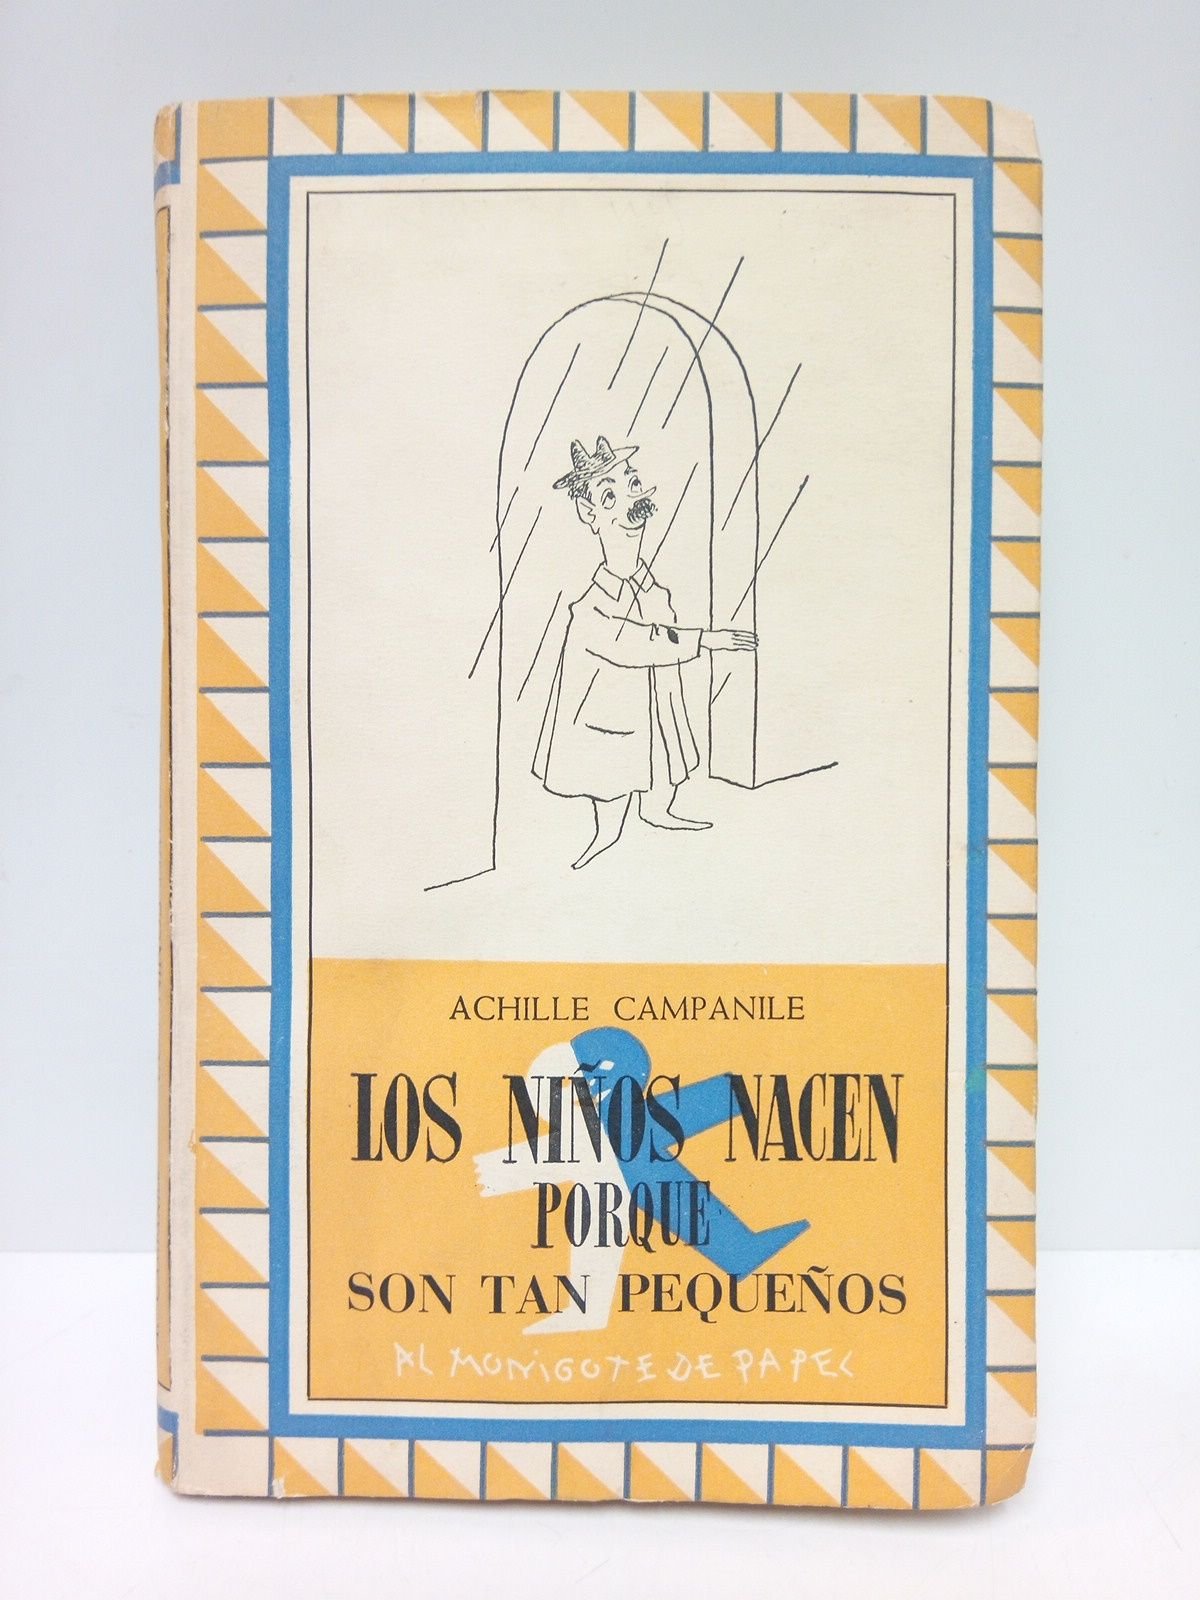 ACHILLE CAMPANILE
LOS NIÑOS NACEN
PORQUE
SON TAN PEQUEÑOS
AL MONIGOTE DE PAPEL